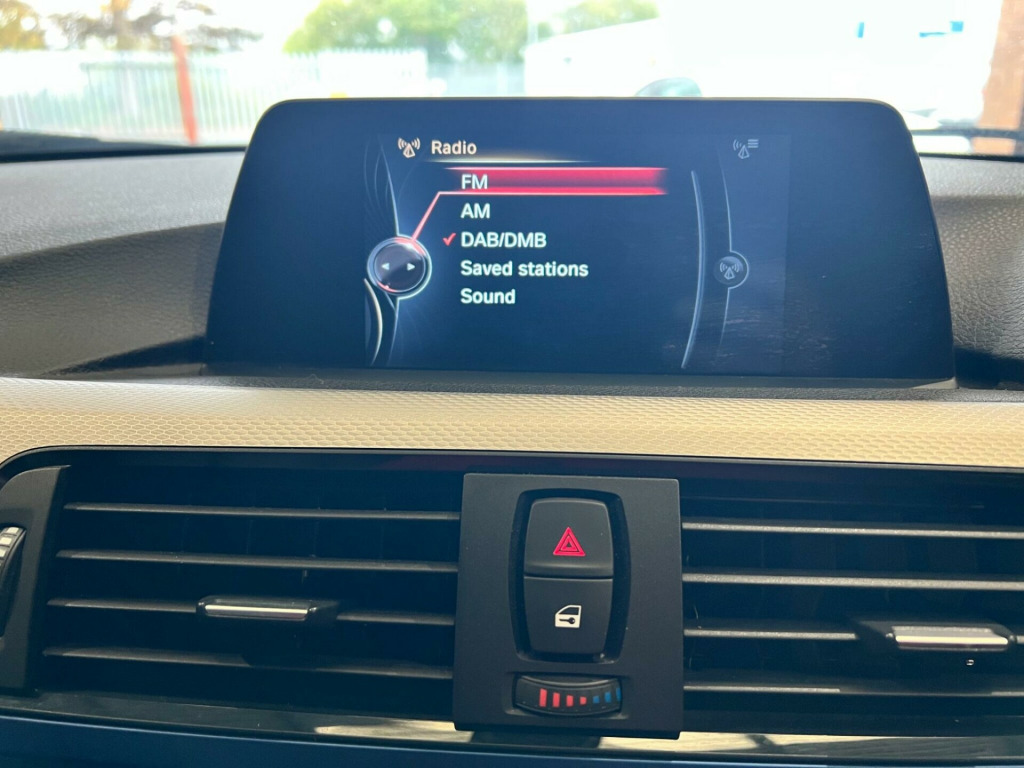 Radio
FM
AM
DAB/DMB
Saved stations
Sound